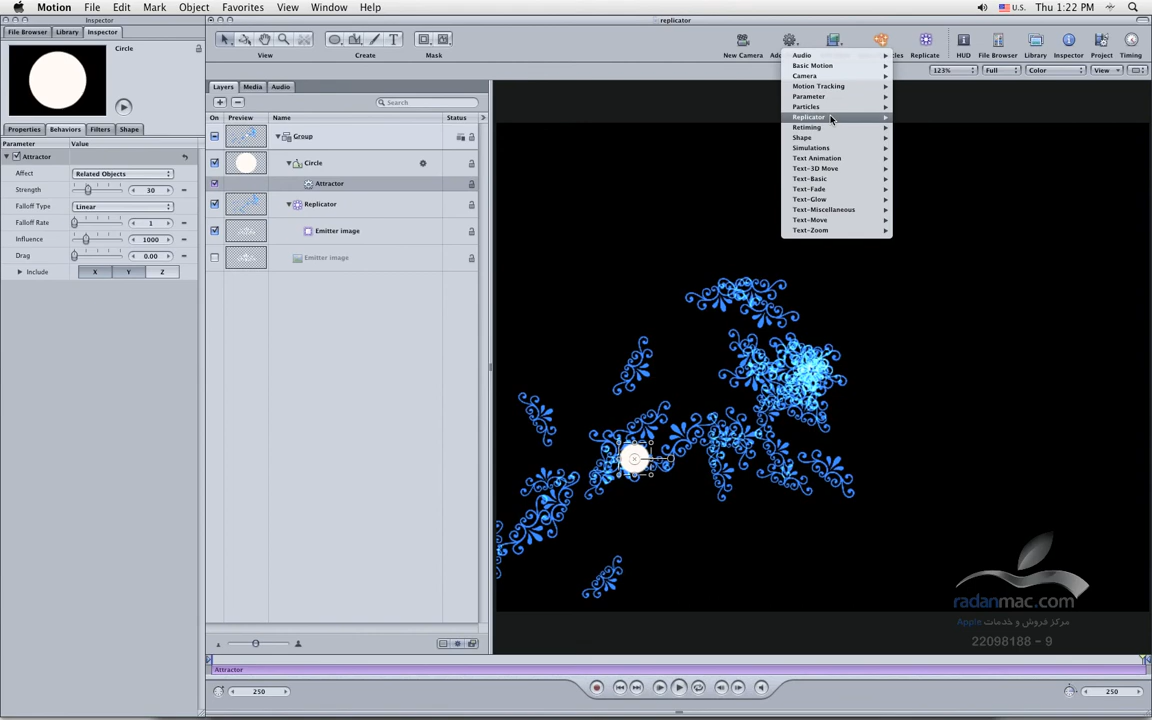 Motion File Edit Mark Object Favorites View Window Help
U.S. Thu 1:22 PM
Inspector
replicator
File Browser Library Inspector
Circle
View Create Mask
New Camera
Replicate HUD File Browser Library Inspector Project Timing
123% Full Color View
Properties Behaviors Filters Shape
Parameter Value
Attractor
Affect Related Objects
Strength 30
Falloff Type Linear
Falloff Rate 1
Influence 1000
Drag 0.00
Include X Y Z
Layers Media Audio
Search
On Preview Name Status
Group
Circle
Attractor
Replicator
Emitter image
Emitter image
Audio
Basic Motion
Camera
Motion Tracking
Parameter
Particles
Replicator
Retiming
Shape
Simulations
Text Animation
Text-3D Move
Text-Basic
Text-Fade
Text-Glow
Text-Miscellaneous
Text-Move
Text-Zoom
radanmac.com
مرکز فروش و خدمات Apple
22098188 - 9
Attractor
250
250